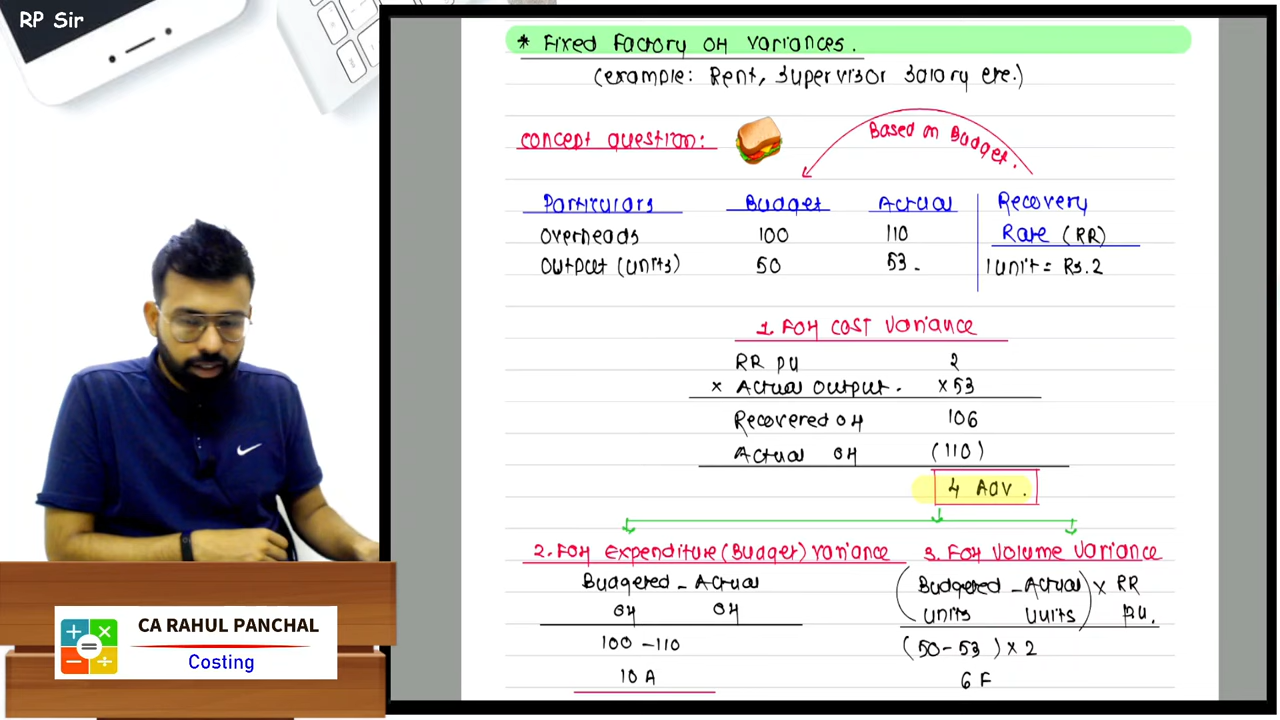 RP Sir
* Fixed Factory OH Variances.
(example: Rent, Supervisor Salary etc.)
Concept question:
Based on Budget.
Particulars Budget Actual Recovery
Overheads 100 110 Rate (RR)
Output (units) 50 53. 1 unit = Rs. 2
1. FOH Cost Variance
RR pu 2
× Actual Output. × 53
Recovered OH 106
Actual OH (110)
4 Adv.
2. FOH Expenditure (Budget) Variance 3. FOH Volume Variance
Budgeted - Actual (Budgeted - Actual) × RR
OH OH Units Units pu.
100 - 110 (50 - 53) × 2
10 A 6 F
CA RAHUL PANCHAL
Costing